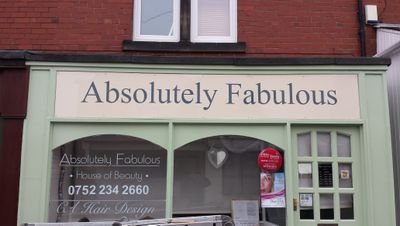 Absolutely Fabulous
Absolutely Fabulous
• House of Beauty •
0752 234 2660
Hair Design